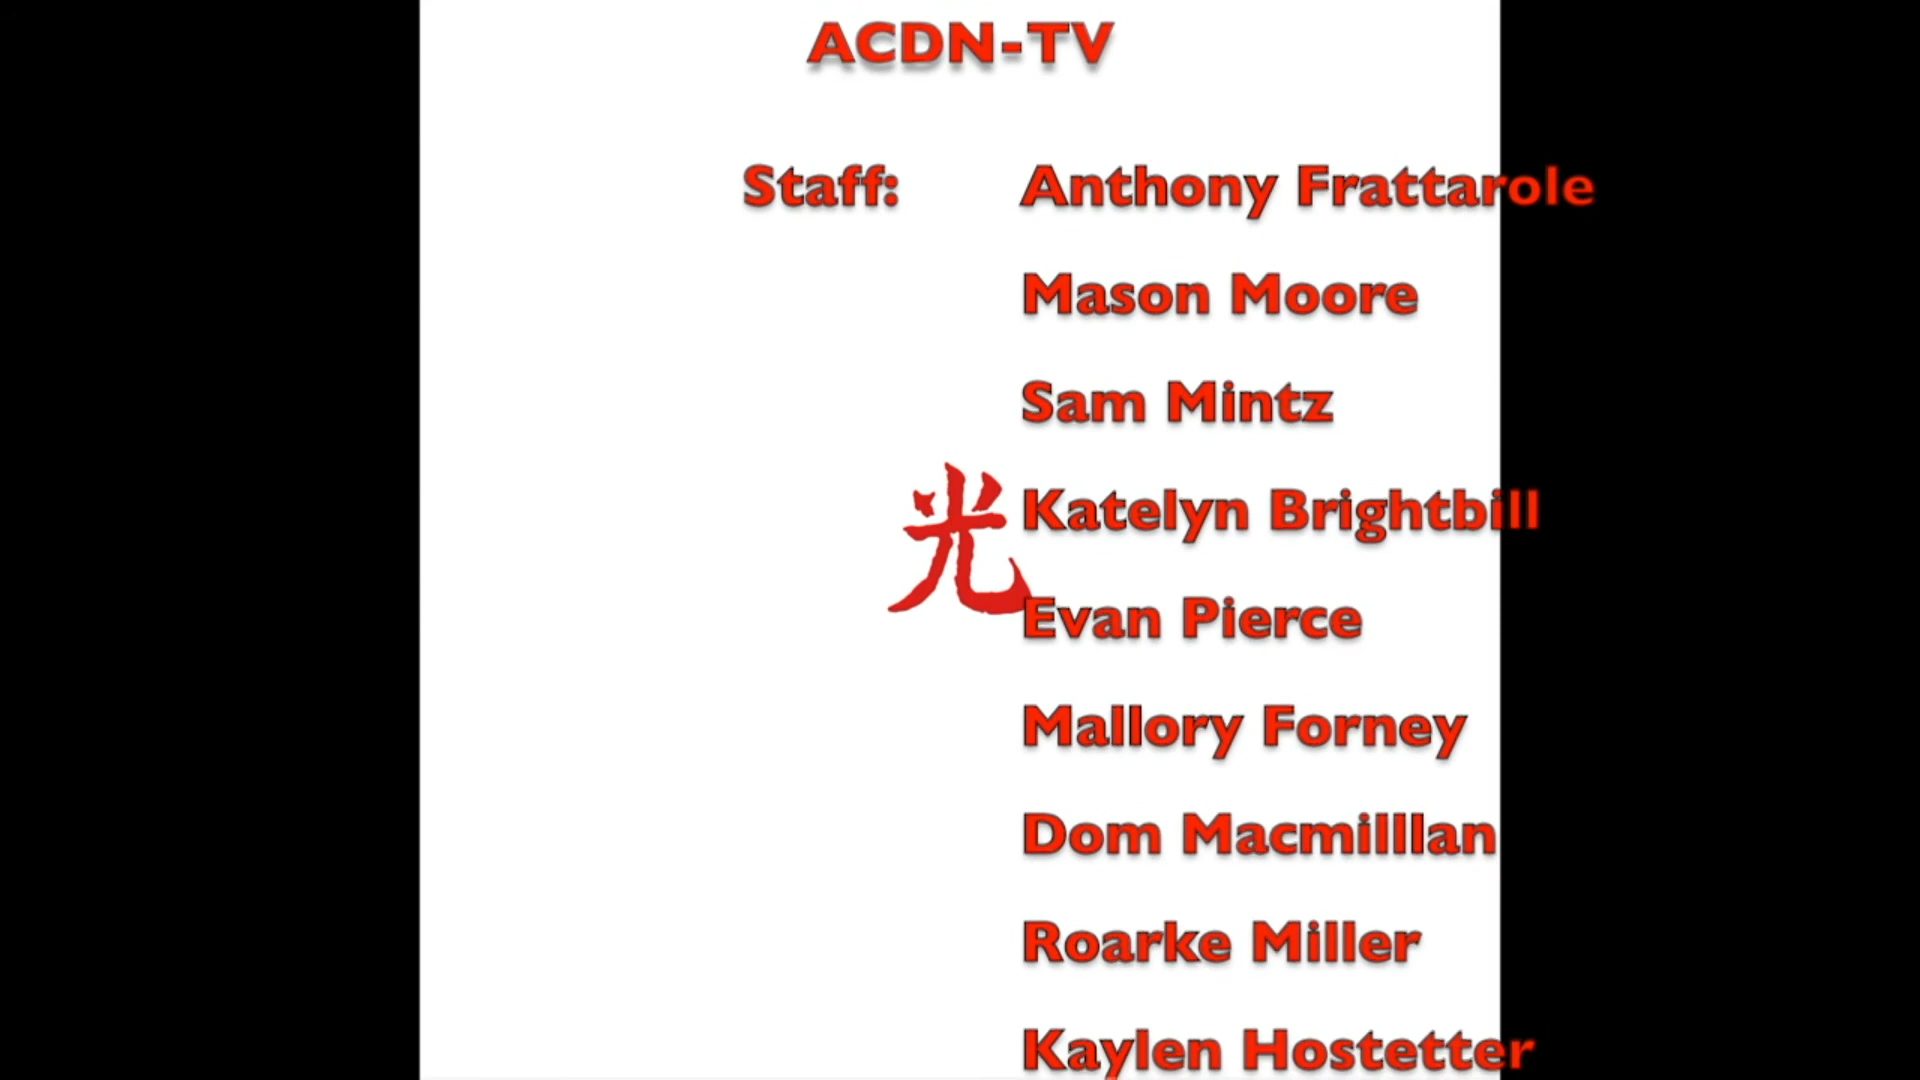 ACDN-TV
Staff: Anthony Frattarole
Mason Moore
Sam Mintz
光
Katelyn Brightbill
Evan Pierce
Mallory Forney
Dom Macmilllan
Roarke Miller
Kaylen Hostetter